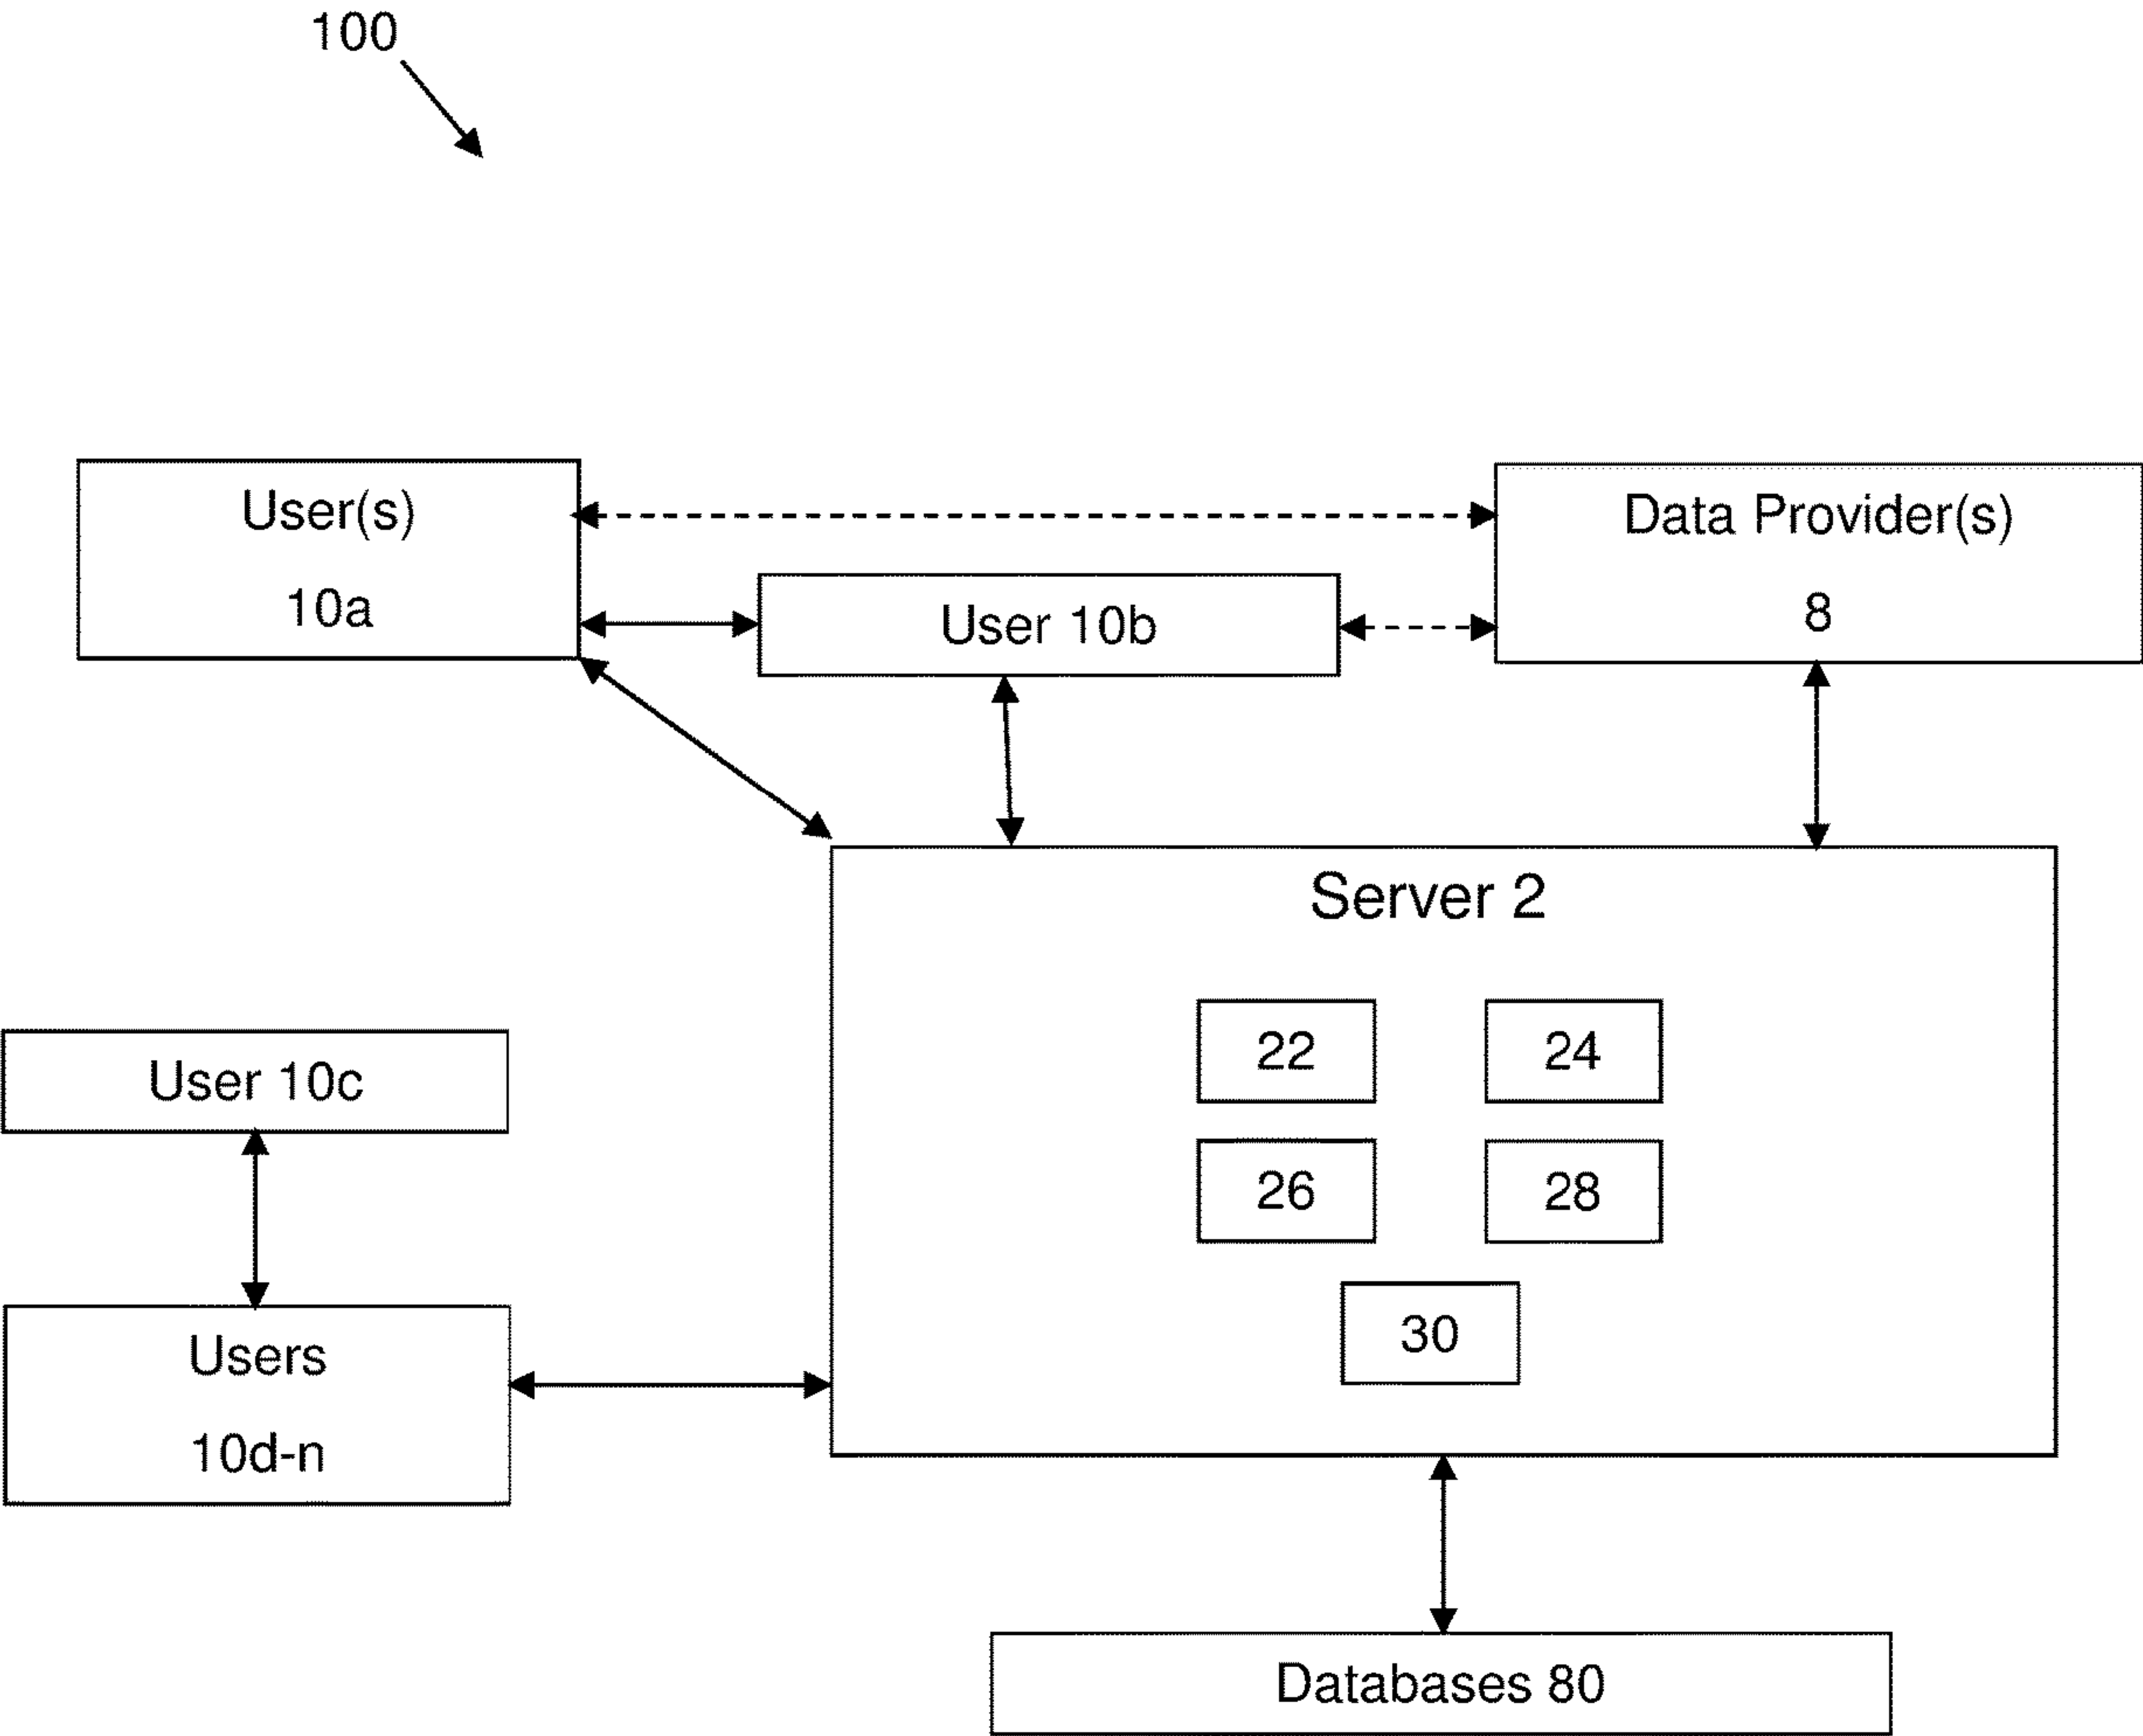 100
User(s)
10a
Data Provider(s)
8
User 10b
Server 2
22
24
26
28
30
User 10c
Users
10d-n
Databases 80